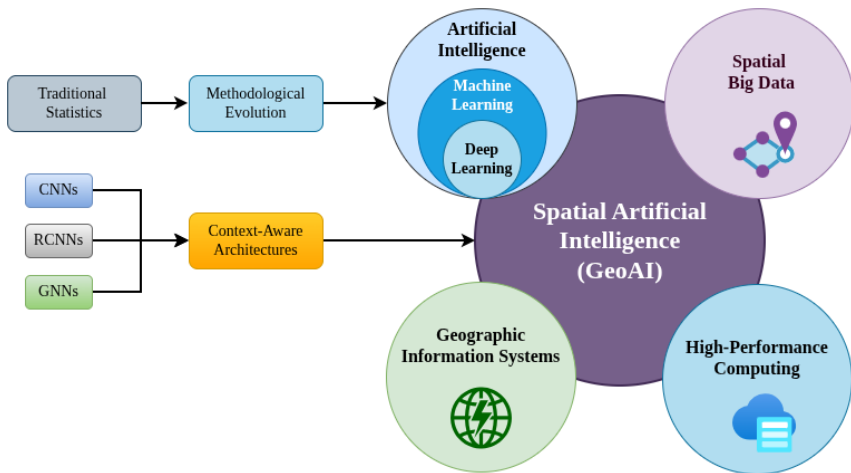 Artificial
Intelligence
Machine
Learning
Deep
Learning
Spatial
Big Data
Traditional
Statistics
Methodological
Evolution
CNNs
RCNNs
GNNs
Context-Aware
Architectures
Spatial Artificial
Intelligence
(GeoAI)
Geographic
Information Systems
High-Performance
Computing